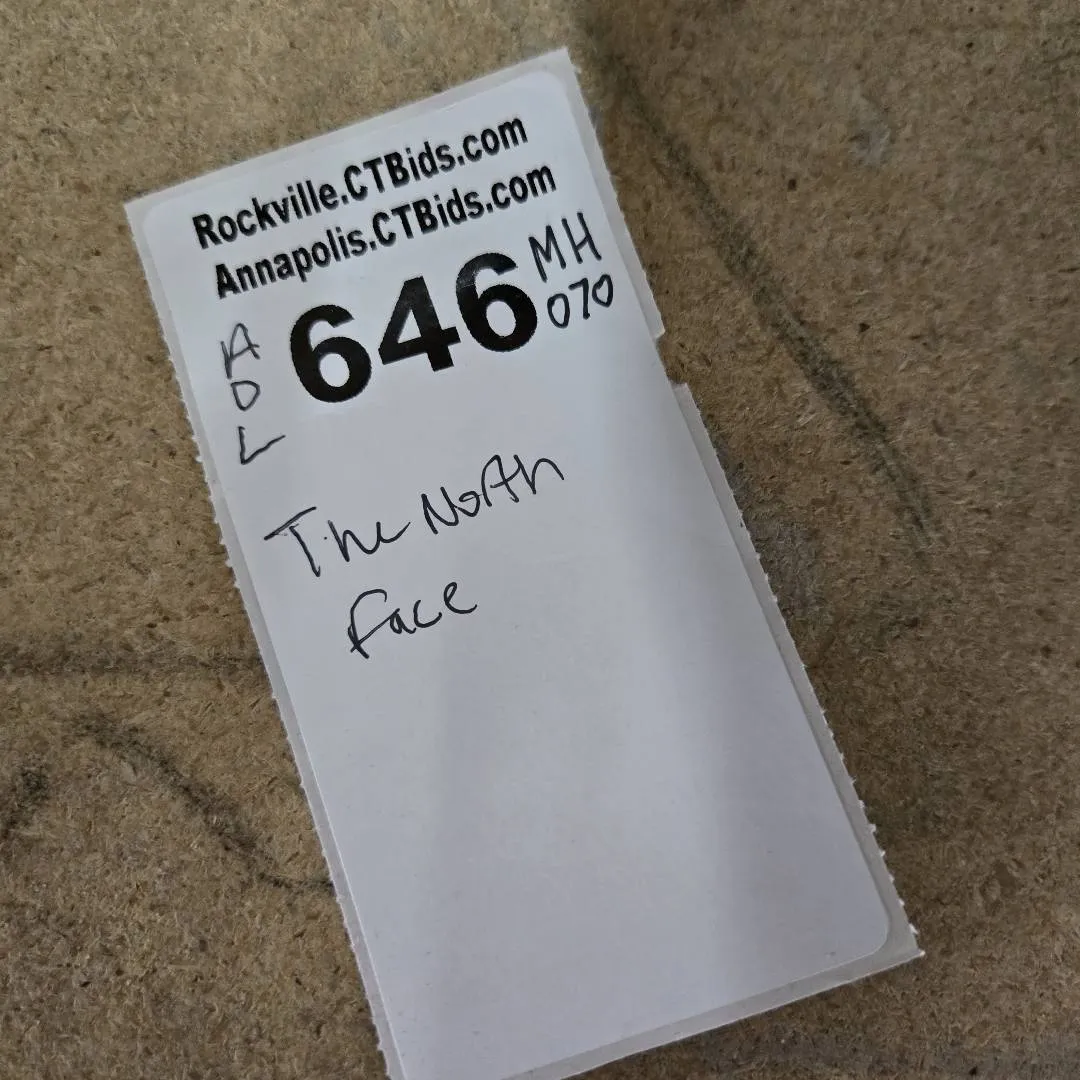 Rockville.CTBids.com
Annapolis.CTBids.com
ADL 646 MH
070
The North
Face